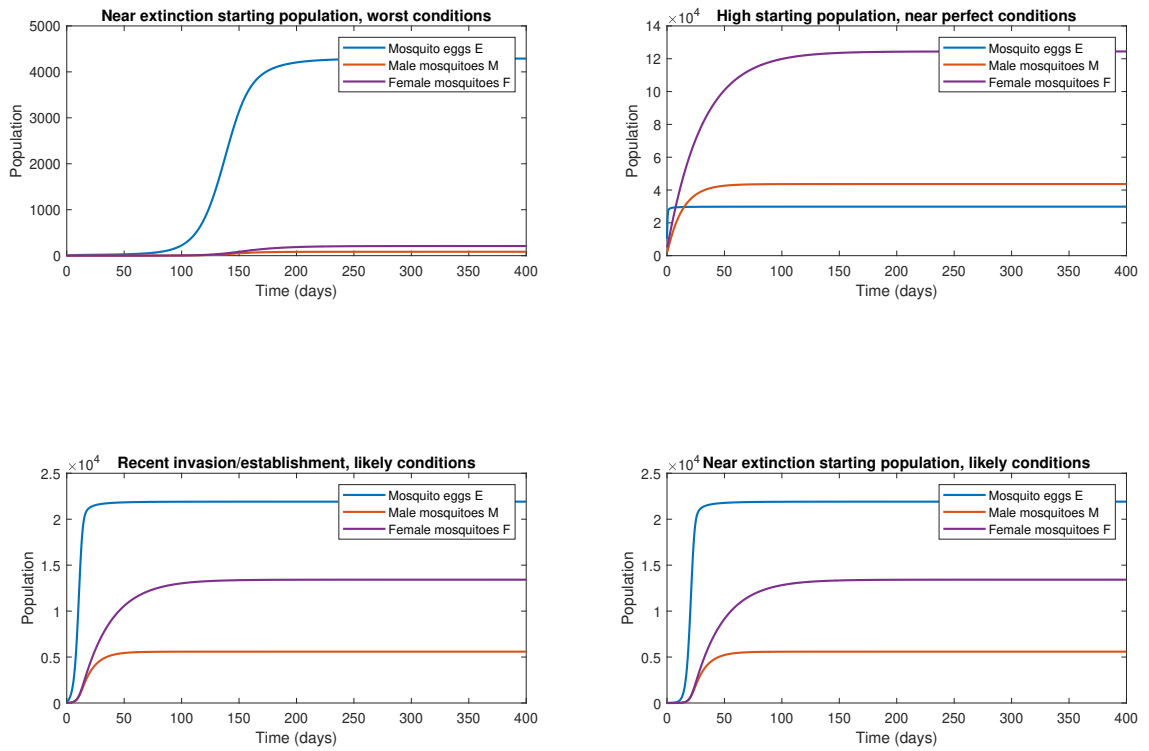 Near extinction starting population, worst conditions
5000
4000
3000
2000
1000
0
Population
Mosquito eggs E
Male mosquitoes M
Female mosquitoes F
0 50 100 150 200 250 300 350 400
Time (days)
×10^4 High starting population, near perfect conditions
14
12
10
8
6
4
2
0
Population
Mosquito eggs E
Male mosquitoes M
Female mosquitoes F
0 50 100 150 200 250 300 350 400
Time (days)
×10^4 Recent invasion/establishment, likely conditions
2.5
2
1.5
1
0.5
0
Population
Mosquito eggs E
Male mosquitoes M
Female mosquitoes F
0 50 100 150 200 250 300 350 400
Time (days)
×10^4 Near extinction starting population, likely conditions
2.5
2
1.5
1
0.5
0
Population
Mosquito eggs E
Male mosquitoes M
Female mosquitoes F
0 50 100 150 200 250 300 350 400
Time (days)